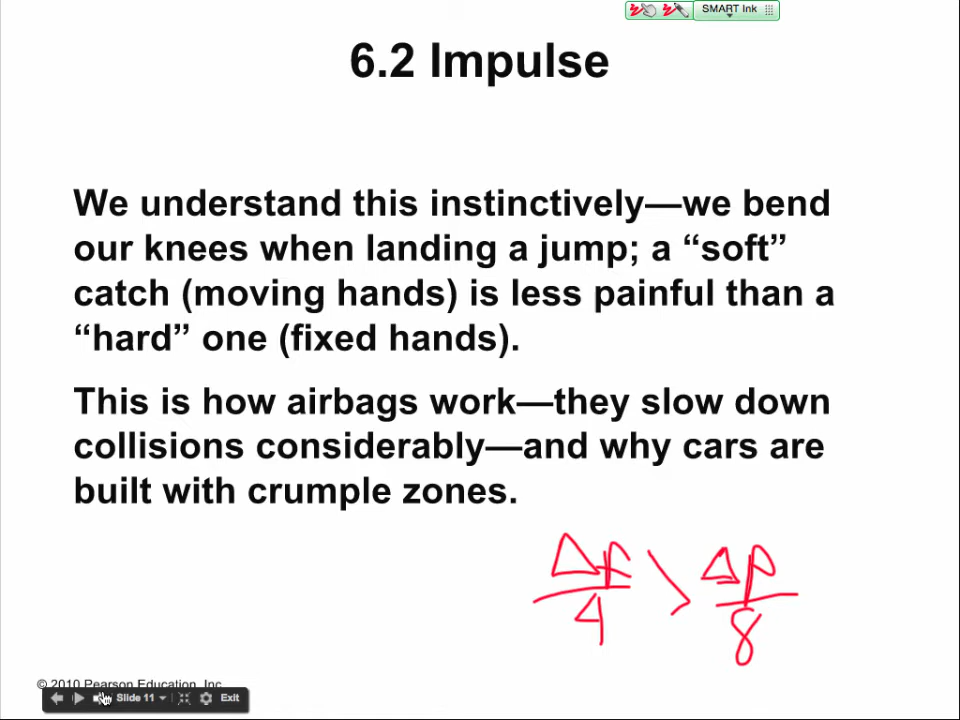 SMART Ink
6.2 Impulse
We understand this instinctively—we bend
our knees when landing a jump; a “soft”
catch (moving hands) is less painful than a
“hard” one (fixed hands).
This is how airbags work—they slow down
collisions considerably—and why cars are
built with crumple zones.
Δp/4 > Δp/8
© 2010 Pearson Education, Inc.
Slide 11 Exit